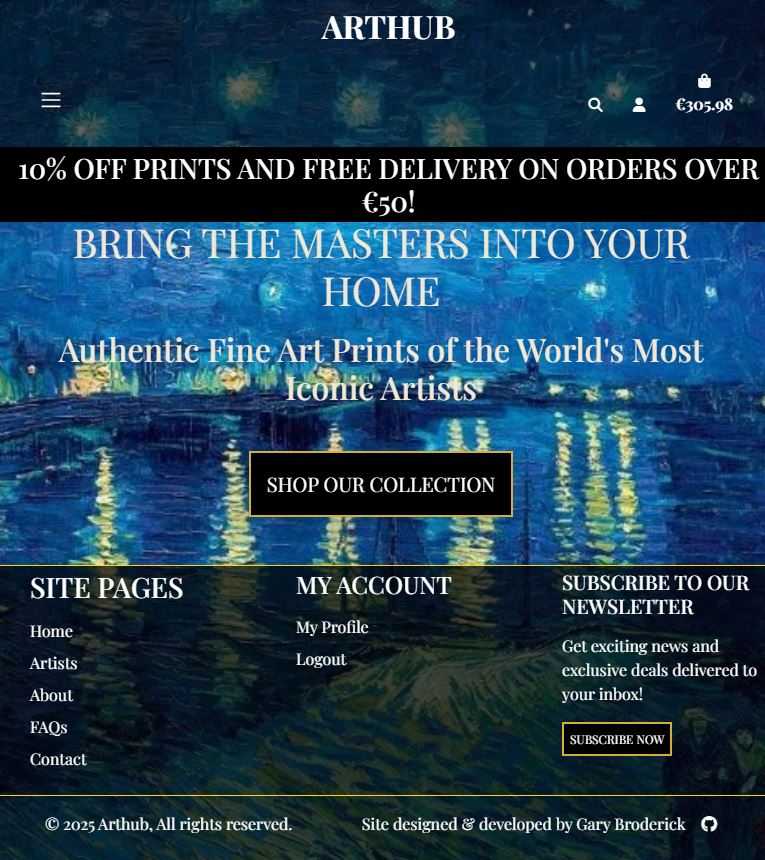 ARTHUB
€305.98
10% OFF PRINTS AND FREE DELIVERY ON ORDERS OVER
€50!
BRING THE MASTERS INTO YOUR
HOME
Authentic Fine Art Prints of the World's Most
Iconic Artists
SHOP OUR COLLECTION
SITE PAGES
Home
Artists
About
FAQs
Contact
MY ACCOUNT
My Profile
Logout
SUBSCRIBE TO OUR
NEWSLETTER
Get exciting news and
exclusive deals delivered to
your inbox!
SUBSCRIBE NOW
© 2025 Arthub, All rights reserved.
Site designed & developed by Gary Broderick